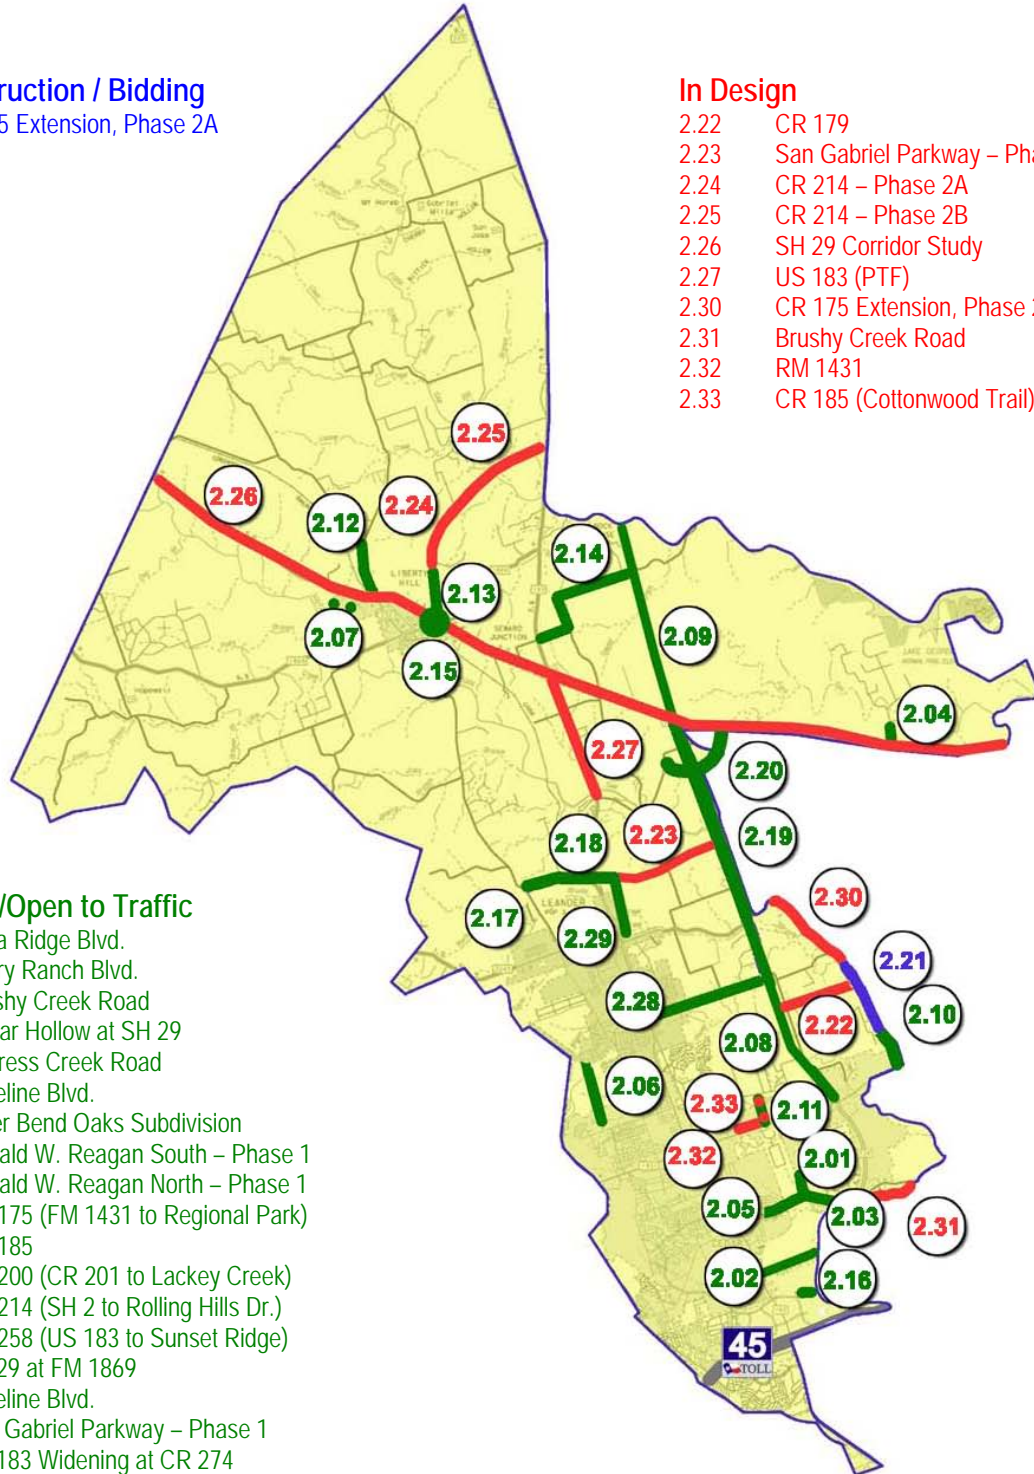 ruction / Bidding
5 Extension, Phase 2A
In Design
2.22 CR 179
2.23 San Gabriel Parkway – Pha
2.24 CR 214 – Phase 2A
2.25 CR 214 – Phase 2B
2.26 SH 29 Corridor Study
2.27 US 183 (PTF)
2.30 CR 175 Extension, Phase 2
2.31 Brushy Creek Road
2.32 RM 1431
2.33 CR 185 (Cottonwood Trail)
2.25
2.26
2.24
2.12
2.14
LIBERTY
HILL
2.13
2.07
2.09
SEWARD
JUNCTION
2.15
2.04
2.27
2.20
2.18
2.23
2.19
2.30
LEANDER
2.17
2.29
2.21
2.28
2.10
2.22
2.08
2.06
2.33
2.11
2.32
2.01
2.05
2.03
2.31
2.02
2.16
45
TOLL
/Open to Traffic
a Ridge Blvd.
ry Ranch Blvd.
shy Creek Road
ar Hollow at SH 29
ress Creek Road
eline Blvd.
er Bend Oaks Subdivision
ald W. Reagan South – Phase 1
ald W. Reagan North – Phase 1
175 (FM 1431 to Regional Park)
185
200 (CR 201 to Lackey Creek)
214 (SH 2 to Rolling Hills Dr.)
258 (US 183 to Sunset Ridge)
29 at FM 1869
eline Blvd.
Gabriel Parkway – Phase 1
183 Widening at CR 274